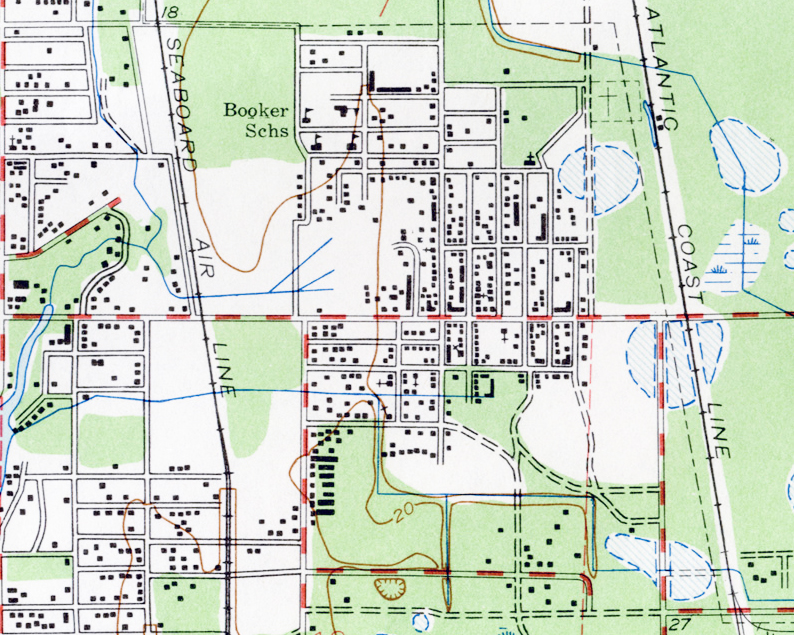 18
SEABOARD
AIR
LINE
Booker
Schs
ATLANTIC
COAST
LINE
20
27